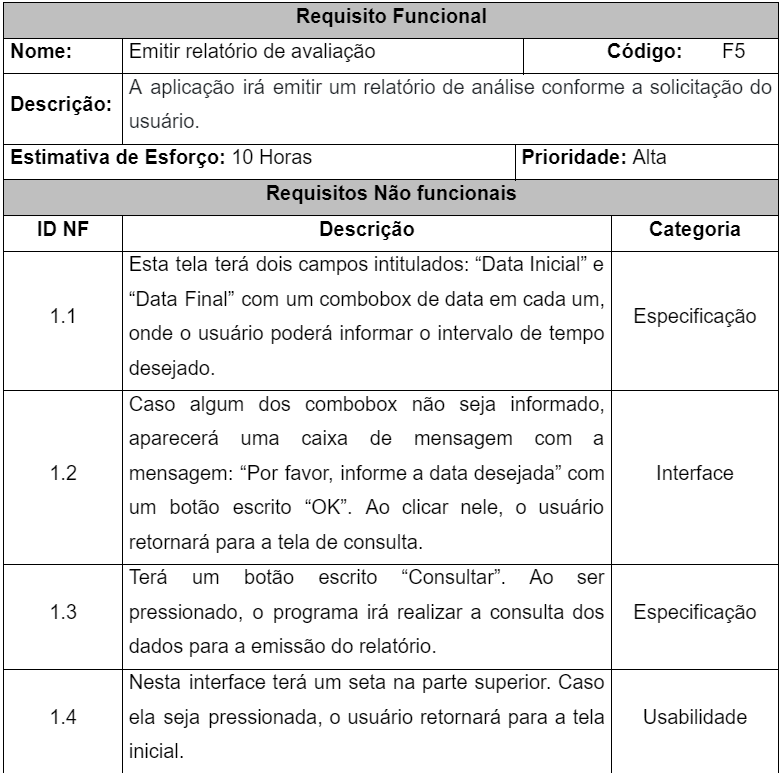 Requisito Funcional
Nome: Emitir relatório de avaliação Código: F5
Descrição: A aplicação irá emitir um relatório de análise conforme a solicitação do
usuário.
Estimativa de Esforço: 10 Horas Prioridade: Alta
Requisitos Não funcionais
ID NF Descrição Categoria
1.1 Especificação
Esta tela terá dois campos intitulados: “Data Inicial” e
“Data Final” com um combobox de data em cada um,
onde o usuário poderá informar o intervalo de tempo
desejado.
1.2 Interface
Caso algum dos combobox não seja informado,
aparecerá uma caixa de mensagem com a
mensagem: “Por favor, informe a data desejada” com
um botão escrito “OK”. Ao clicar nele, o usuário
retornará para a tela de consulta.
1.3 Especificação
Terá um botão escrito “Consultar”. Ao ser
pressionado, o programa irá realizar a consulta dos
dados para a emissão do relatório.
1.4 Usabilidade
Nesta interface terá um seta na parte superior. Caso
ela seja pressionada, o usuário retornará para a tela
inicial.